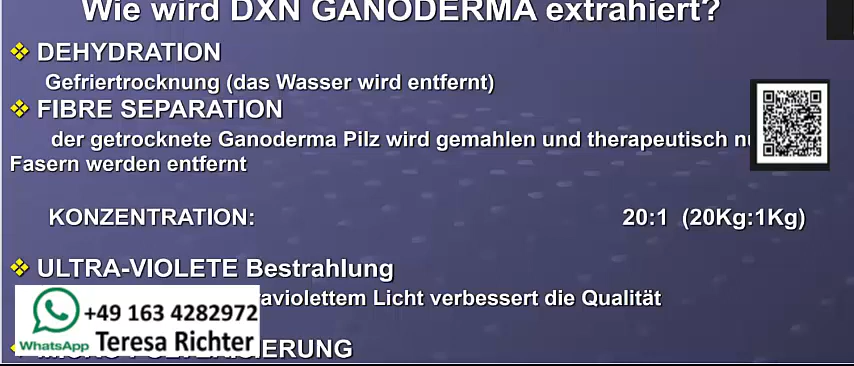 Wie wird DXN GANODERMA extrahiert?
DEHYDRATION
Gefriertrocknung (das Wasser wird entfernt)
FIBRE SEPARATION
der getrocknete Ganoderma Pilz wird gemahlen und therapeutisch
Fasern werden entfernt
KONZENTRATION: 20:1 (20Kg:1Kg)
ULTRA-VIOLETE Bestrahlung
Licht verbessert die Qualität
+49 163 4282972
WhatsApp Teresa Richter